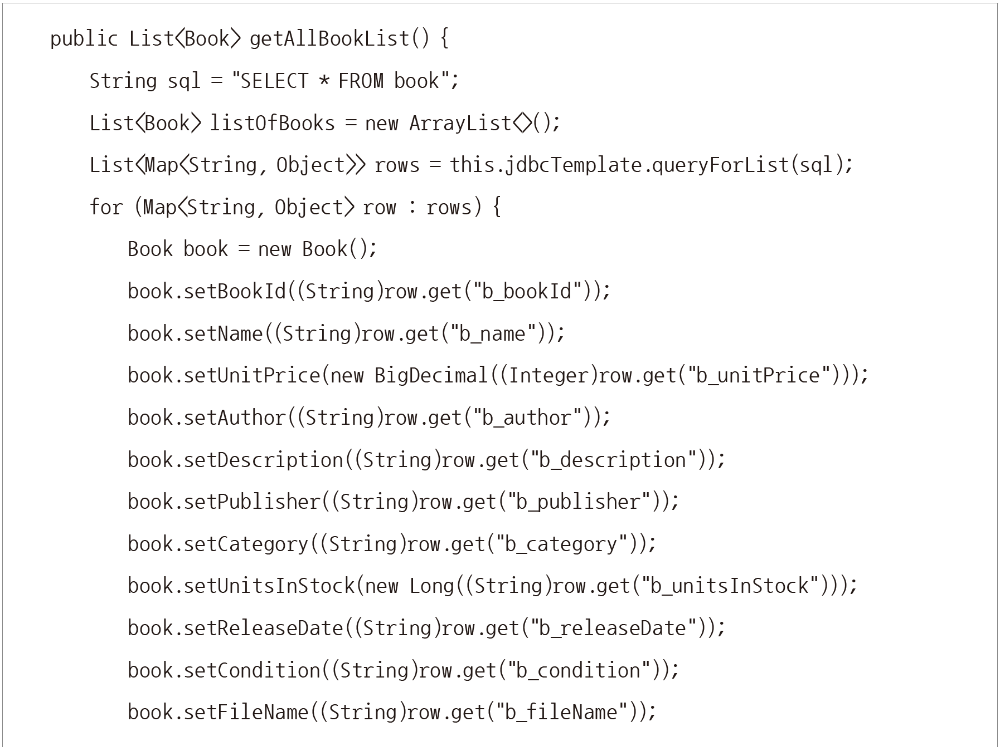 public List<Book> getAllBookList() {
String sql = "SELECT * FROM book";
List<Book> listOfBooks = new ArrayList<>();
List<Map<String, Object>> rows = this.jdbcTemplate.queryForList(sql);
for (Map<String, Object> row : rows) {
Book book = new Book();
book.setBookId((String)row.get("b_bookId"));
book.setName((String)row.get("b_name"));
book.setUnitPrice(new BigDecimal((Integer)row.get("b_unitPrice")));
book.setAuthor((String)row.get("b_author"));
book.setDescription((String)row.get("b_description"));
book.setPublisher((String)row.get("b_publisher"));
book.setCategory((String)row.get("b_category"));
book.setUnitsInStock(new Long((String)row.get("b_unitsInStock")));
book.setReleaseDate((String)row.get("b_releaseDate"));
book.setCondition((String)row.get("b_condition"));
book.setFileName((String)row.get("b_fileName"));